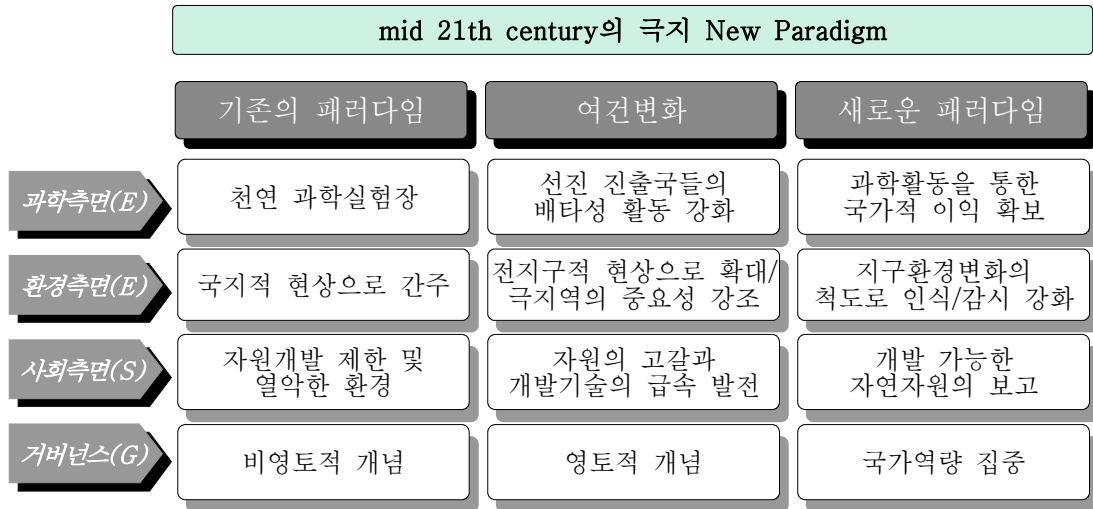 mid 21th century의 극지 New Paradigm
기존의 패러다임
여건변화
새로운 패러다임
과학측면(E)
천연 과학실험장
선진 진출국들의
배타성 활동 강화
과학활동을 통한
국가적 이익 확보
환경측면(E)
국지적 현상으로 간주
전지구적 현상으로 확대/
극지역의 중요성 강조
지구환경변화의
척도로 인식/감시 강화
사회측면(S)
자원개발 제한 및
열악한 환경
자원의 고갈과
개발기술의 급속 발전
개발 가능한
자연자원의 보고
거버넌스(G)
비영토적 개념
영토적 개념
국가역량 집중